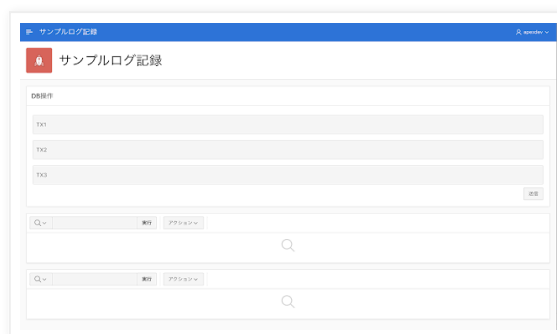 サンプルログ記録
apexdev
サンプルログ記録
DB操作
TX1
TX2
TX3
送信
実行 アクション
実行 アクション